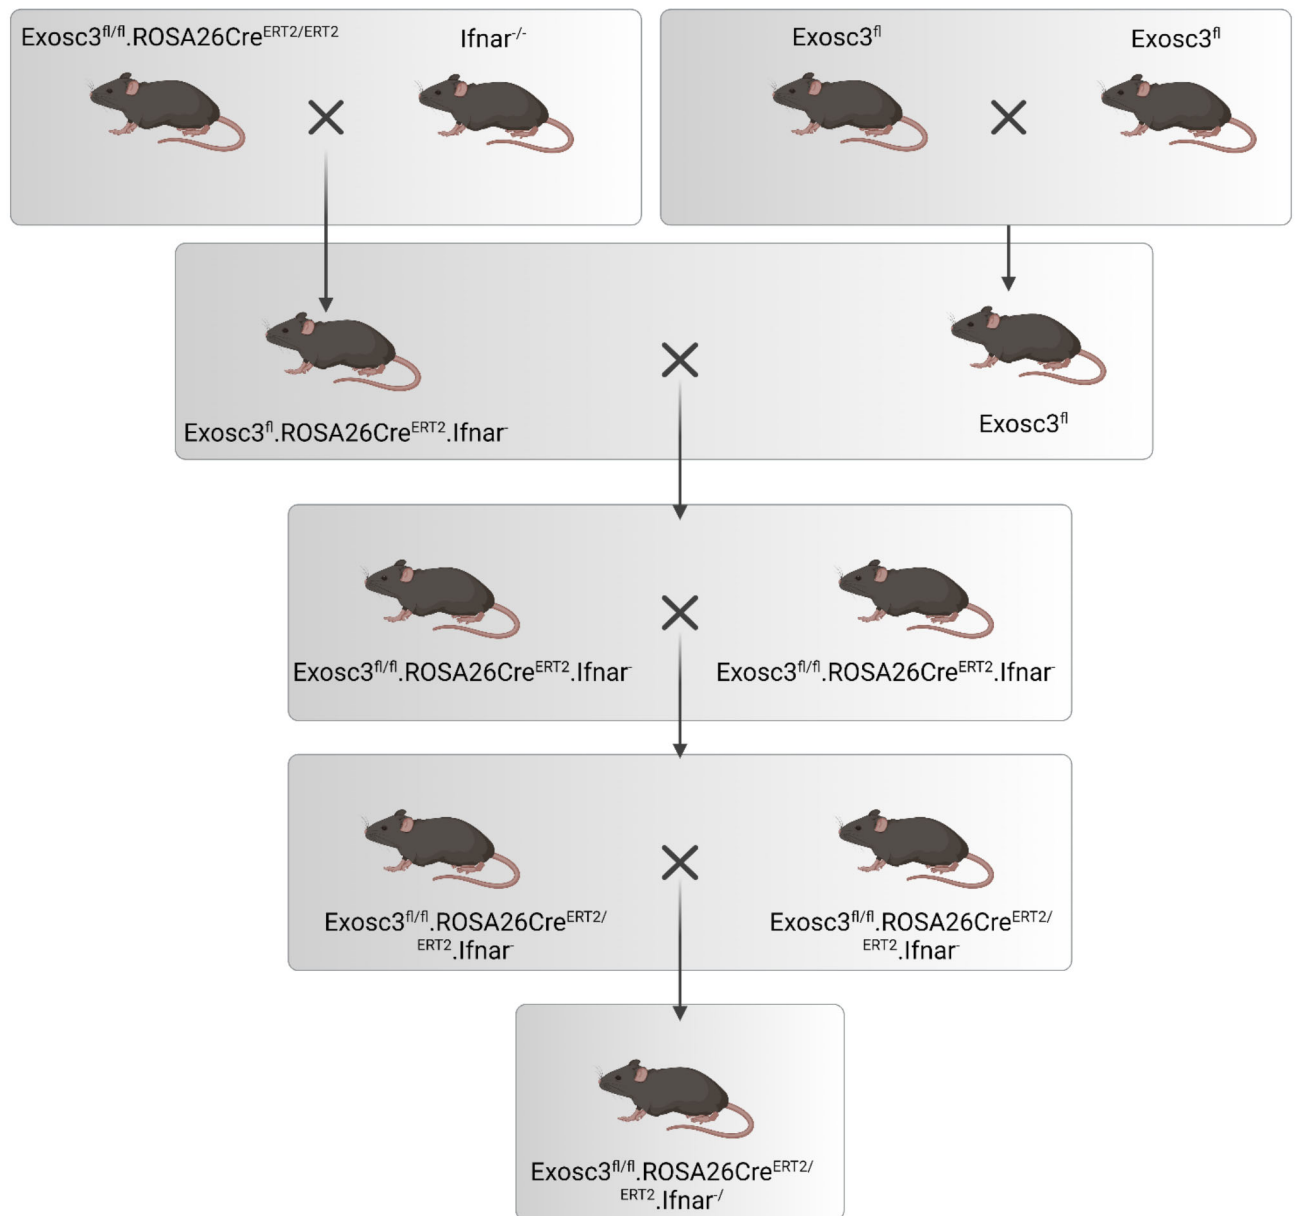 Exosc3fl/fl.ROSA26CreERT2/ERT2
Ifnar-/-
Exosc3fl
Exosc3fl
Exosc3fl.ROSA26CreERT2.Ifnar-
Exosc3fl
Exosc3fl/fl.ROSA26CreERT2.Ifnar-
Exosc3fl/fl.ROSA26CreERT2.Ifnar-
Exosc3fl/fl.ROSA26CreERT2/
ERT2.Ifnar-
Exosc3fl/fl.ROSA26CreERT2/
ERT2.Ifnar-
Exosc3fl/fl.ROSA26CreERT2/
ERT2.Ifnar-/